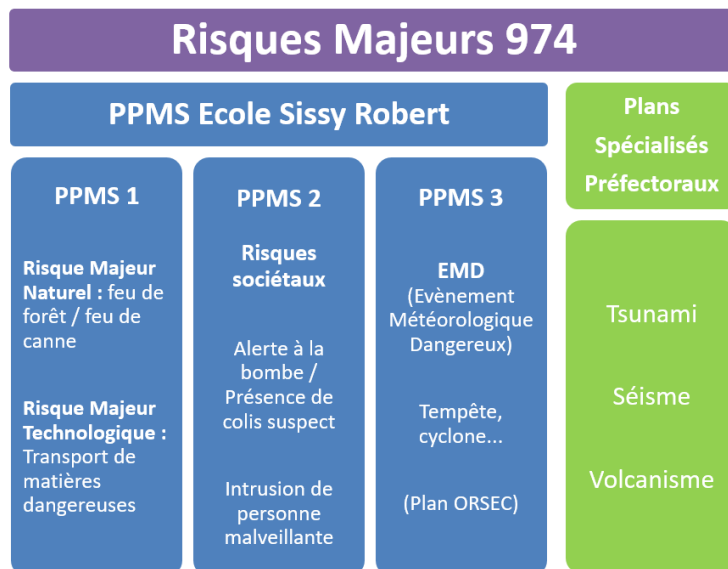 Risques Majeurs 974
PPMS Ecole Sissy Robert
PPMS 1
Risque Majeur
Naturel : feu de
forêt / feu de
canne
Risque Majeur
Technologique :
Transport de
matières
dangereuses
PPMS 2
Risques
sociétaux
Alerte à la
bombe /
Présence de
colis suspect
Intrusion de
personne
malveillante
PPMS 3
EMD
(Evènement
Météorologique
Dangereux)
Tempête,
cyclone...
(Plan ORSEC)
Plans
Spécialisés
Préfectoraux
Tsunami
Séisme
Volcanisme